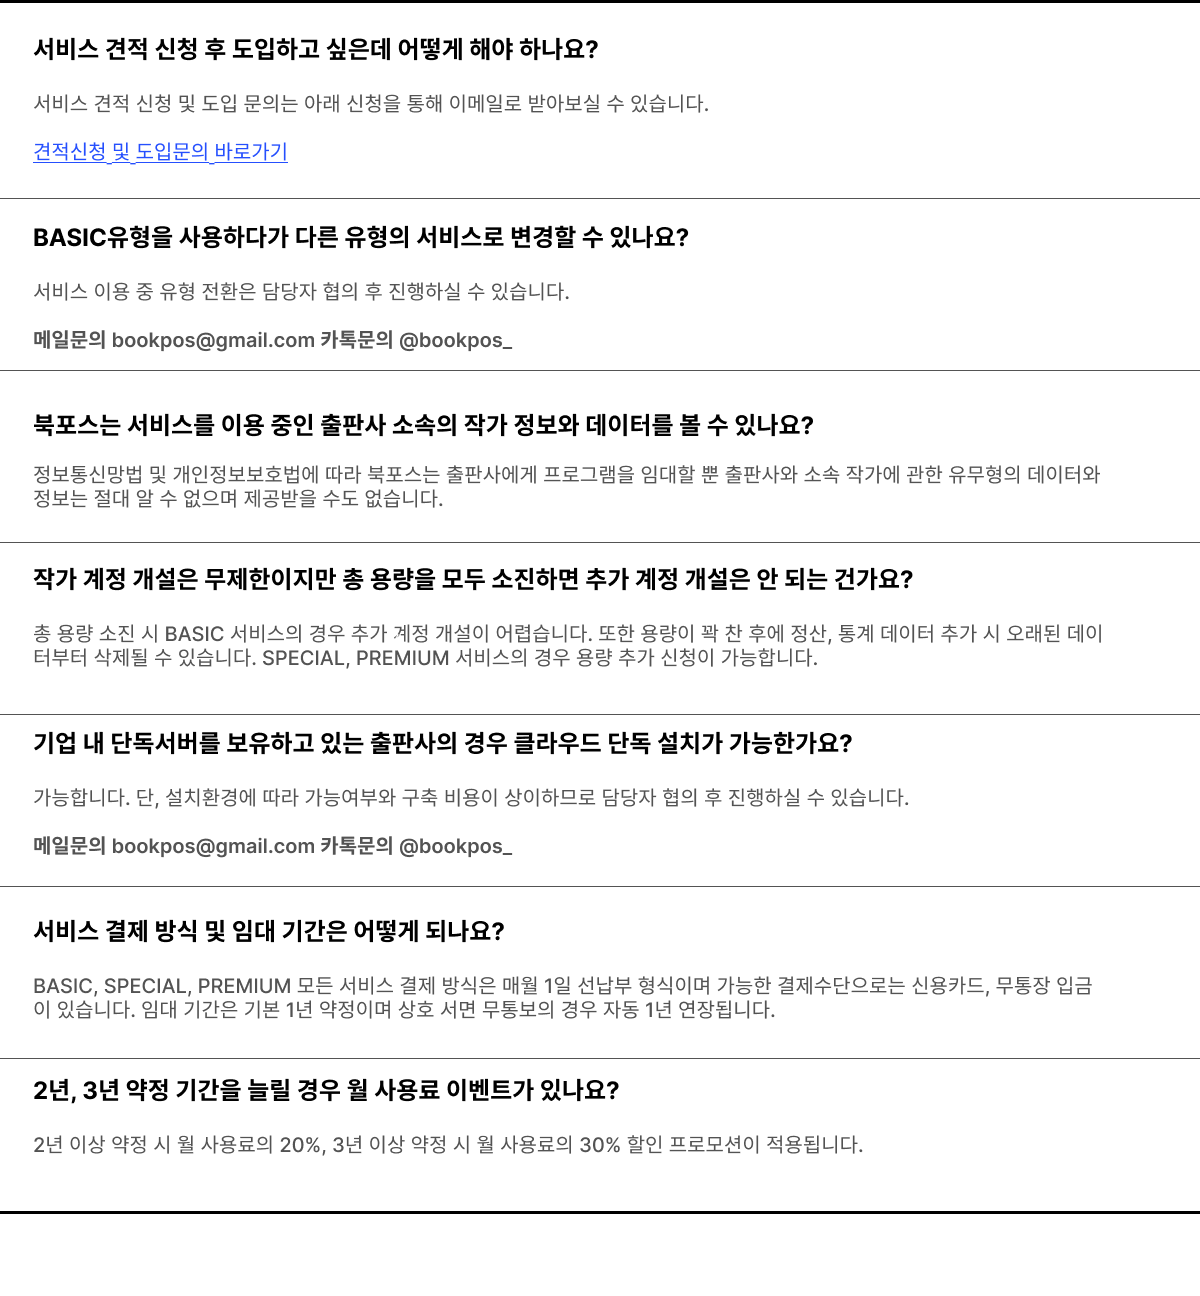 서비스 견적 신청 후 도입하고 싶은데 어떻게 해야 하나요?
서비스 견적 신청 및 도입 문의는 아래 신청을 통해 이메일로 받아보실 수 있습니다.
견적신청 및 도입문의 바로가기
BASIC유형을 사용하다가 다른 유형의 서비스로 변경할 수 있나요?
서비스 이용 중 유형 전환은 담당자 협의 후 진행하실 수 있습니다.
메일문의 bookpos@gmail.com 카톡문의 @bookpos_
북포스는 서비스를 이용 중인 출판사 소속의 작가 정보와 데이터를 볼 수 있나요?
정보통신망법 및 개인정보보호법에 따라 북포스는 출판사에게 프로그램을 임대할 뿐 출판사와 소속 작가에 관한 유무형의 데이터와
정보는 절대 알 수 없으며 제공받을 수도 없습니다.
작가 계정 개설은 무제한이지만 총 용량을 모두 소진하면 추가 계정 개설은 안 되는 건가요?
총 용량 소진 시 BASIC 서비스의 경우 추가 계정 개설이 어렵습니다. 또한 용량이 꽉 찬 후에 정산, 통계 데이터 추가 시 오래된 데이
터부터 삭제될 수 있습니다. SPECIAL, PREMIUM 서비스의 경우 용량 추가 신청이 가능합니다.
기업 내 단독서버를 보유하고 있는 출판사의 경우 클라우드 단독 설치가 가능한가요?
가능합니다. 단, 설치환경에 따라 가능여부와 구축 비용이 상이하므로 담당자 협의 후 진행하실 수 있습니다.
메일문의 bookpos@gmail.com 카톡문의 @bookpos_
서비스 결제 방식 및 임대 기간은 어떻게 되나요?
BASIC, SPECIAL, PREMIUM 모든 서비스 결제 방식은 매월 1일 선납부 형식이며 가능한 결제수단으로는 신용카드, 무통장 입금
이 있습니다. 임대 기간은 기본 1년 약정이며 상호 서면 무통보의 경우 자동 1년 연장됩니다.
2년, 3년 약정 기간을 늘릴 경우 월 사용료 이벤트가 있나요?
2년 이상 약정 시 월 사용료의 20%, 3년 이상 약정 시 월 사용료의 30% 할인 프로모션이 적용됩니다.